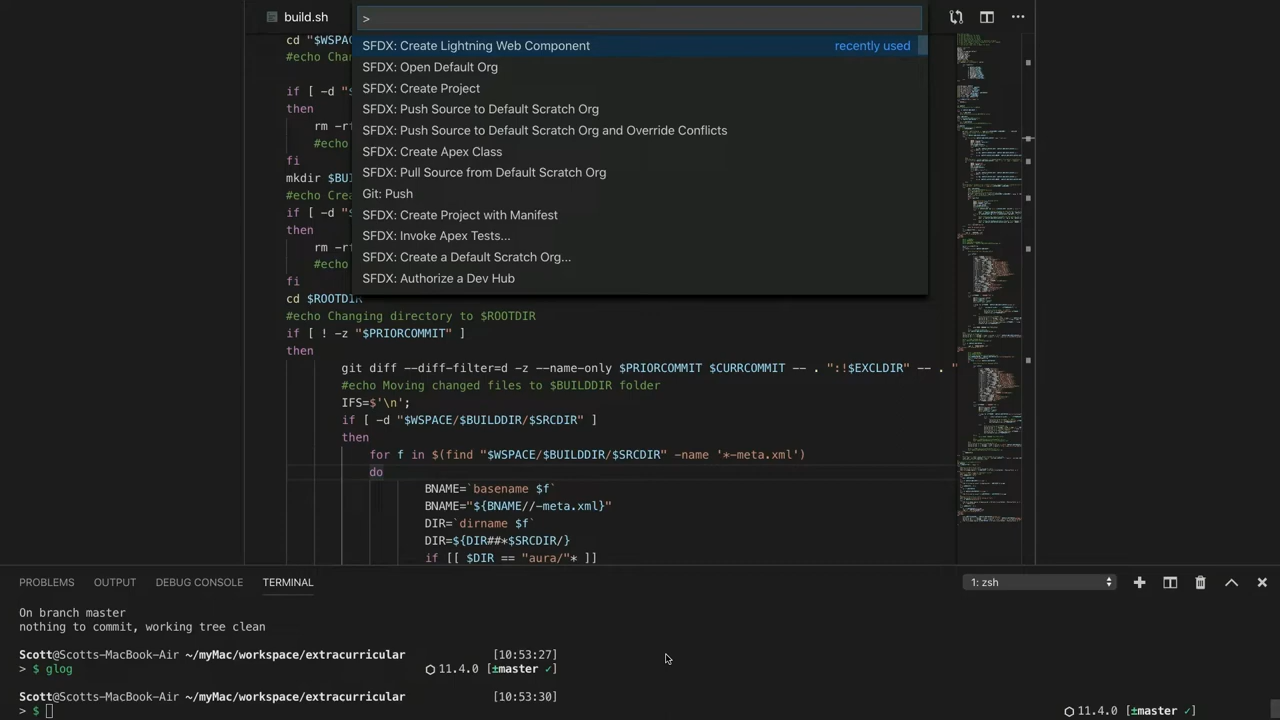 build.sh
>
SFDX: Create Lightning Web Component recently used
SFDX: Open Default Org
SFDX: Create Project
SFDX: Push Source to Default Scratch Org
SFDX: Push Source to Default Scratch Org and Override Conflicts
SFDX: Create Apex Class
SFDX: Pull Source from Default Scratch Org
Git: Push
SFDX: Create Project with Manifest
SFDX: Invoke Apex Tests...
SFDX: Create a Default Scratch Org...
SFDX: Authorize a Dev Hub
cd "$WSPAC
#echo Chan
if [ -d "$
then
rm -r
#echo
mkdir $BUIL
#echo Crea
if [ -d "$
then
rm -r
#echo
fi
cd $ROOTDIR
#echo Changing directory to $ROOTDIR
if [ ! -z "$PRIORCOMMIT" ]
then
git diff --diff-filter=d -z --name-only $PRIORCOMMIT $CURRCOMMIT -- . ":!$EXCLDIR" -- . "
#echo Moving changed files to $BUILDDIR folder
IFS=$'\n';
if [ -d "$WSPACE/$BUILDDIR/$SRCDIR" ]
then
for f in $(find "$WSPACE/$BUILDDIR/$SRCDIR" -name '*-meta.xml')
do
BNAME=`basename $f`
BNAME="${BNAME//-meta.xml}"
DIR=`dirname $f`
DIR=${DIR##*$SRCDIR/}
if [[ $DIR == "aura/"* ]]
PROBLEMS OUTPUT DEBUG CONSOLE TERMINAL 1: zsh
On branch master
nothing to commit, working tree clean
Scott@Scotts-MacBook-Air ~/myMac/workspace/extracurricular [10:53:27]
> $ glog 11.4.0 [±master ✓]
Scott@Scotts-MacBook-Air ~/myMac/workspace/extracurricular [10:53:30]
> $ 11.4.0 [±master ✓]